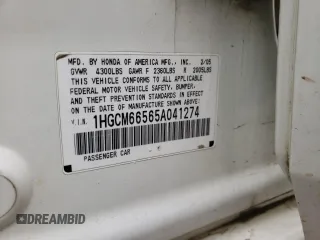 MFD. BY HONDA OF AMERICA MFG., INC. 2/05
GVWR 4300LBS GAWR F 2360LBS R 2005LBS
THIS VEHICLE CONFORMS TO ALL APPLICABLE
FEDERAL MOTOR VEHICLE SAFETY, BUMPER,
AND THEFT PREVENTION STANDARDS IN EFFECT
ON THE DATE OF MANUFACTURE SHOWN ABOVE.
V.I.N. 1HGCM66565A041274
PASSENGER CAR
DREAMBID